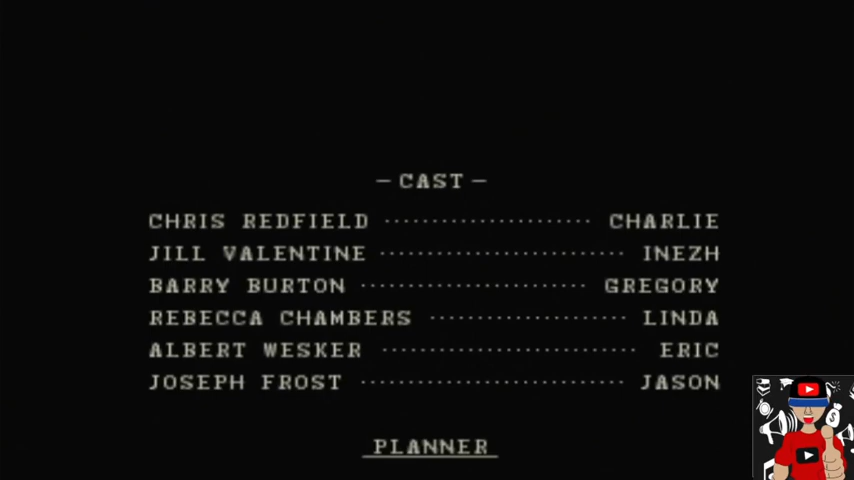 — CAST —
CHRIS REDFIELD ······················ CHARLIE
JILL VALENTINE ·························· INEZH
BARRY BURTON ························ GREGORY
REBECCA CHAMBERS ····················· LINDA
ALBERT WESKER ··························· ERIC
JOSEPH FROST ···························· JASON
PLANNER
$